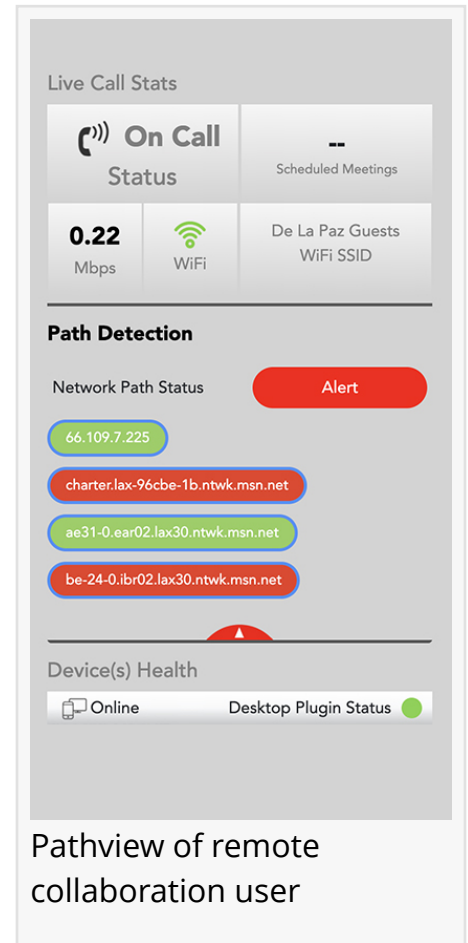 Live Call Stats
On Call
Status
--
Scheduled Meetings
0.22
Mbps
WiFi
De La Paz Guests
WiFi SSID
Path Detection
Network Path Status
Alert
66.109.7.225
charter.lax-96cbe-1b.ntwk.msn.net
ae31-0.ear02.lax30.ntwk.msn.net
be-24-0.ibr02.lax30.ntwk.msn.net
Device(s) Health
Online
Desktop Plugin Status
Pathview of remote
collaboration user